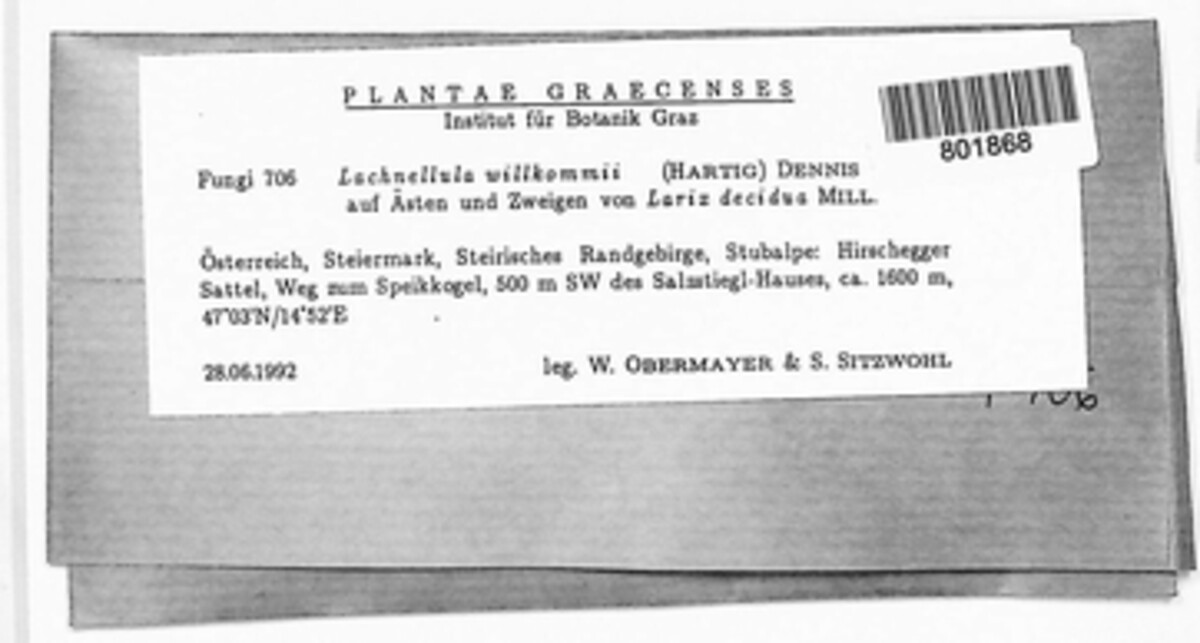 PLANTAE GRAECENSES
Institut für Botanik Graz
801868
Fungi 706 Lachnellula willkommii (HARTIG) DENNIS
auf Ästen und Zweigen von Larix decidua MILL.
Österreich, Steiermark, Steirisches Randgebirge, Stubalpe: Hirschegger
Sattel, Weg zum Speikkogel, 500 m SW des Salzstiegl-Hauses, ca. 1600 m,
47°03'N/14°52'E
28.06.1992 leg. W. OBERMAYER & S. SITZWOHL